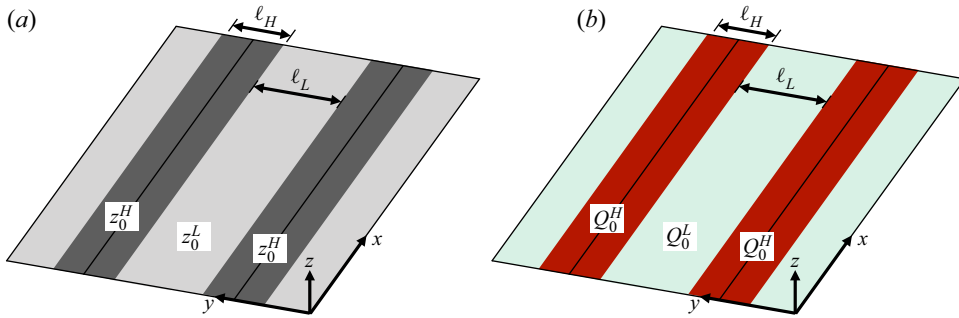 (a)
ℓ_H
ℓ_L
z_0^H
z_0^L
z_0^H
x
z
y
(b)
ℓ_H
ℓ_L
Q_0^H
Q_0^L
Q_0^H
x
z
y